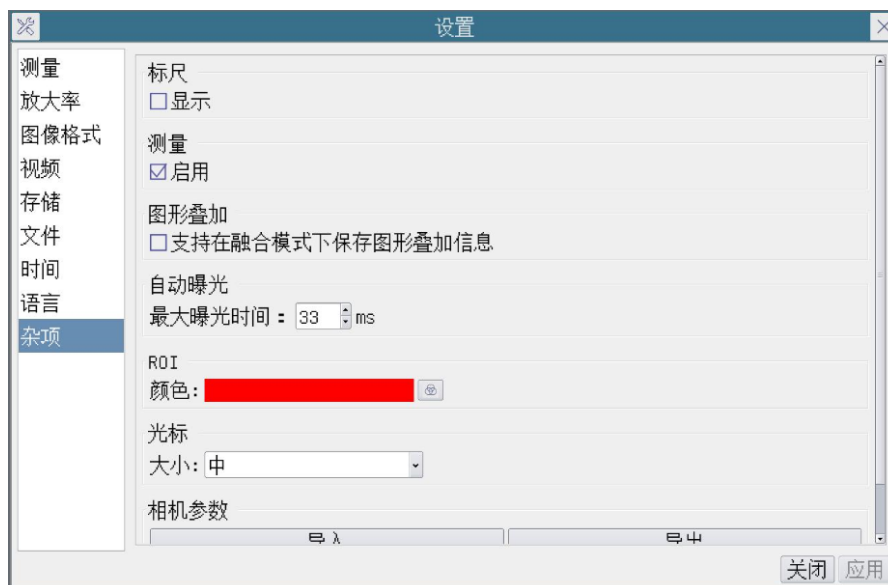 设置
测量
放大率
图像格式
视频
存储
文件
时间
语言
杂项
标尺
显示
测量
启用
图形叠加
支持在融合模式下保存图形叠加信息
自动曝光
最大曝光时间: 33 ms
ROI
颜色:
光标
大小: 中
相机参数
导入 导出
关闭 应用